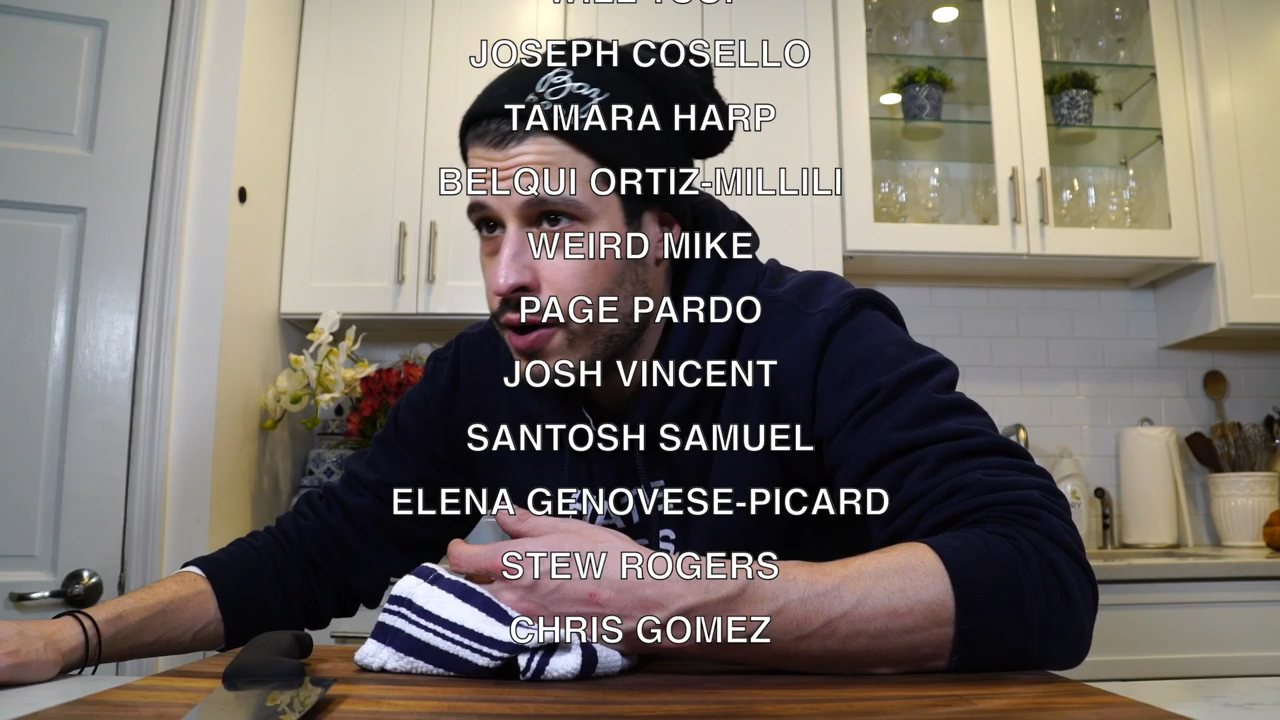 JOSEPH COSELLO
Boz
TAMARA HARP
BELQUI ORTIZ-MILLILI
WEIRD MIKE
PAGE PARDO
JOSH VINCENT
SANTOSH SAMUEL
ELENA GENOVESE-PICARD
STEW ROGERS
CHRIS GOMEZ